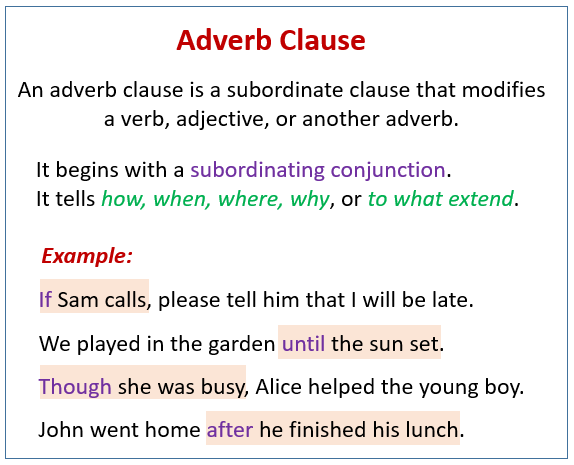 Adverb Clause
An adverb clause is a subordinate clause that modifies
a verb, adjective, or another adverb.
It begins with a subordinating conjunction.
It tells how, when, where, why, or to what extend.
Example:
If Sam calls, please tell him that I will be late.
We played in the garden until the sun set.
Though she was busy, Alice helped the young boy.
John went home after he finished his lunch.